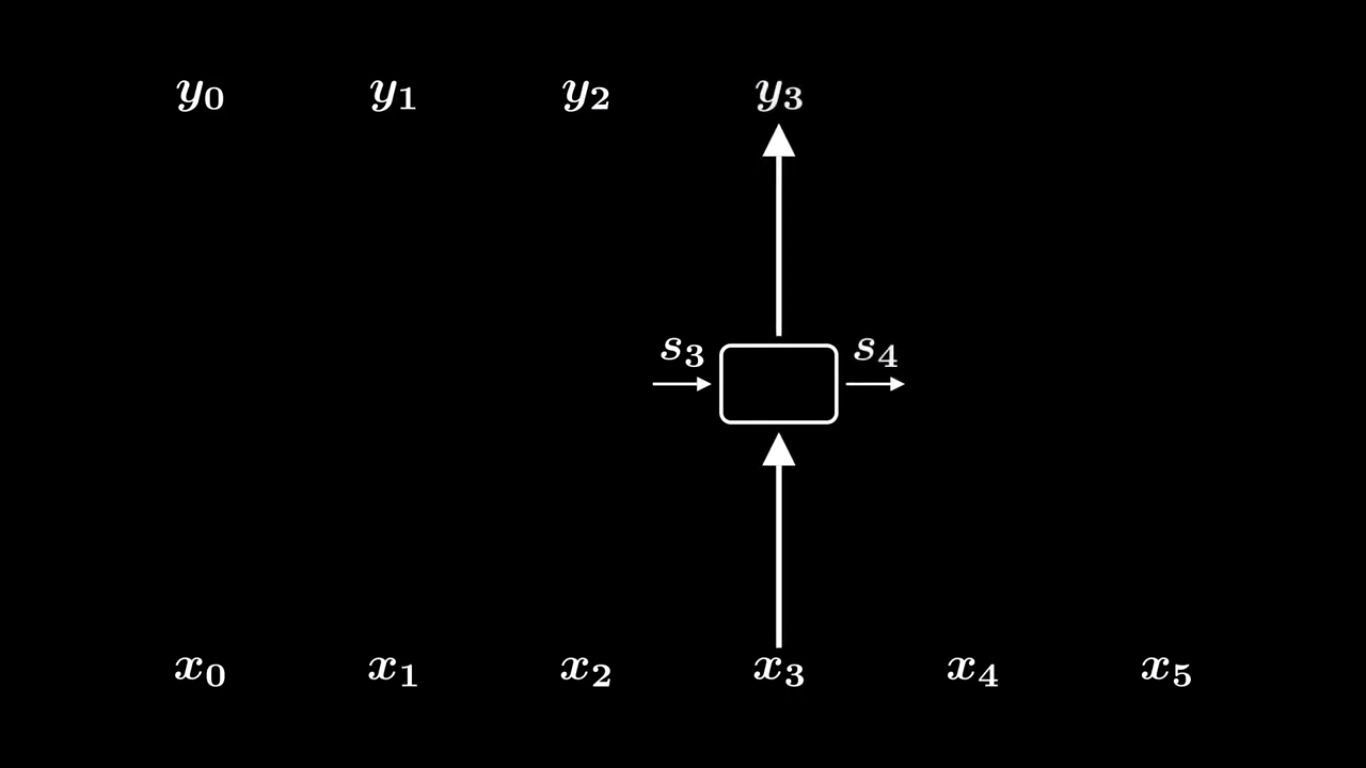 y₀ y₁ y₂ y₃
s₃ s₄
x₀ x₁ x₂ x₃ x₄ x₅